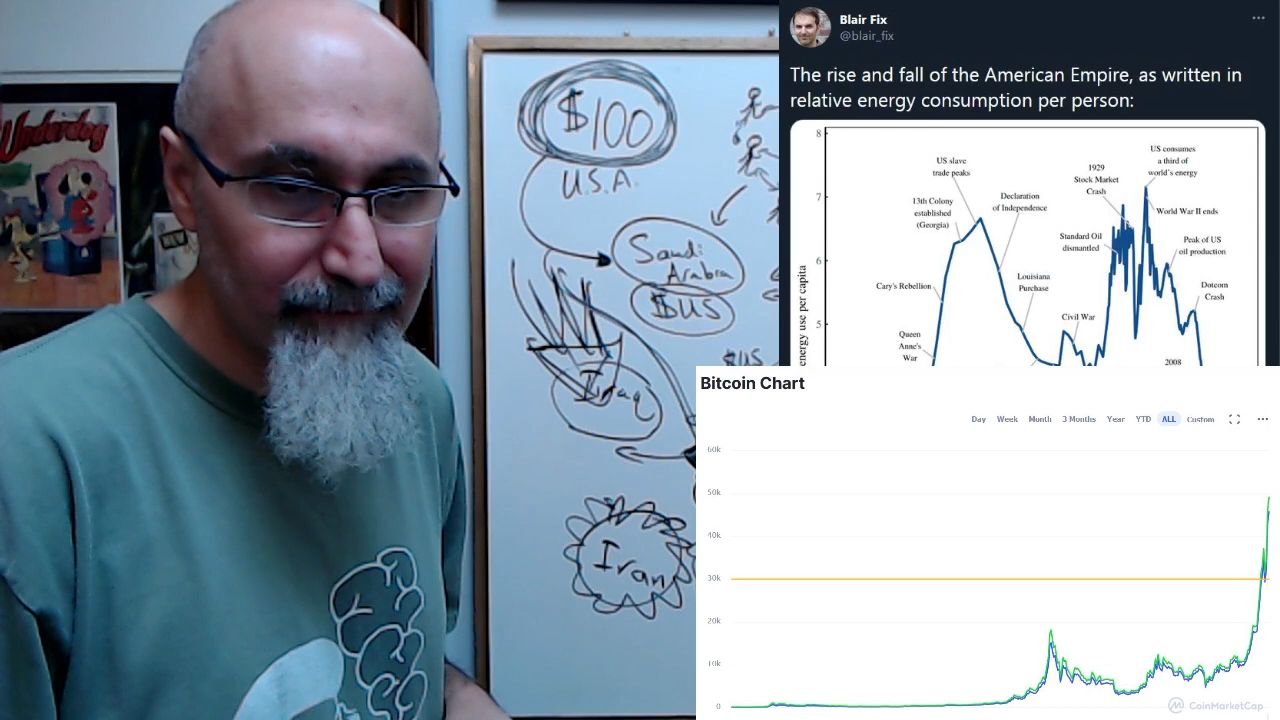 Underdog
$100
U.S.A.
Saudi
Arabia
$US
$US
Iraq
Iran
Blair Fix
@blair_fix
The rise and fall of the American Empire, as written in
relative energy consumption per person:
8
7
6
5
energy use per capita
US slave
trade peaks
13th Colony
established
(Georgia)
Declaration
of Independence
Cary's Rebellion
Queen
Anne's
War
Louisiana
Purchase
Civil War
Standard Oil
dismantled
1929
Stock Market
Crash
US consumes
a third of
world's energy
World War II ends
Peak of US
oil production
Dotcom
Crash
2008
Bitcoin Chart
Day Week Month 3 Months Year YTD ALL Custom
60k
50k
40k
30k
20k
10k
0
CoinMarketCap